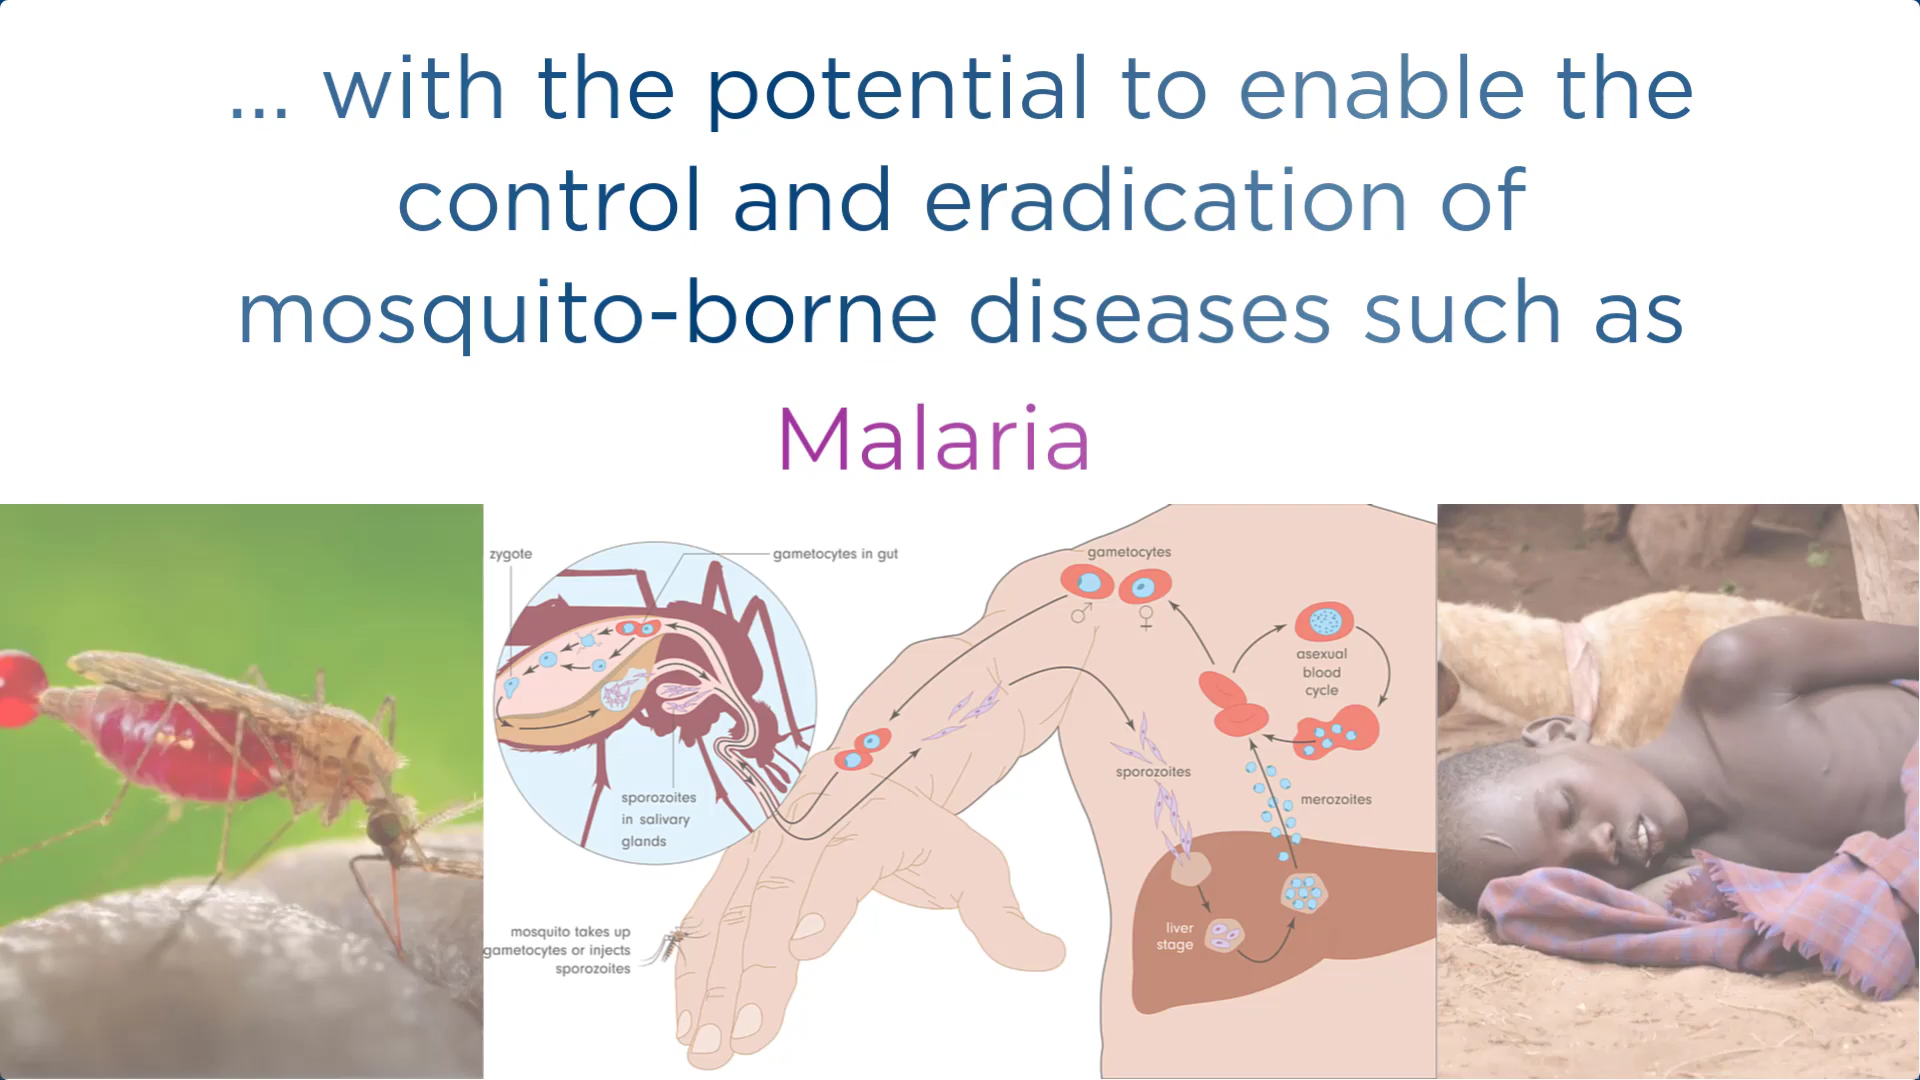 ... with the potential to enable the
control and eradication of
mosquito-borne diseases such as
Malaria
zygote
gametocytes in gut
gametocytes
asexual
blood
cycle
sporozoites
merozoites
sporozoites
in salivary
glands
liver
stage
mosquito takes up
gametocytes or injects
sporozoites